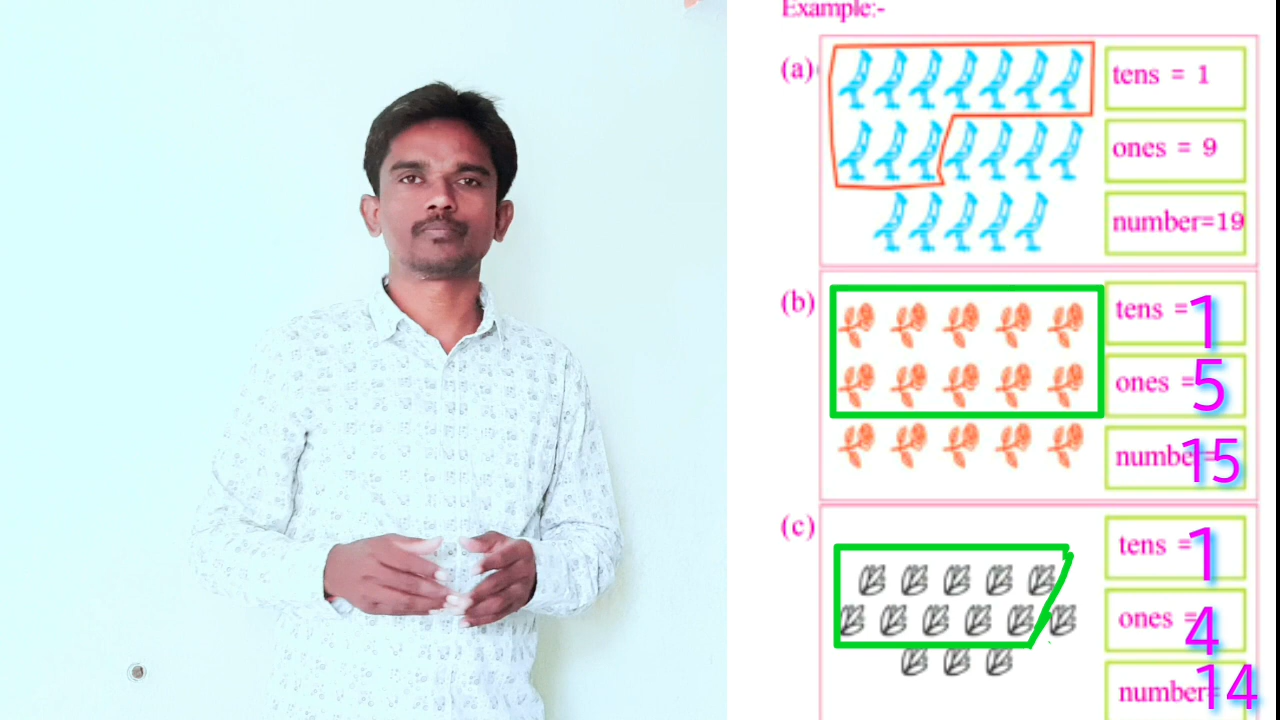 Example:-
(a)
tens = 1
ones = 9
number=19
(b)
tens =1
ones =5
number=15
(c)
tens =1
ones =4
number=14